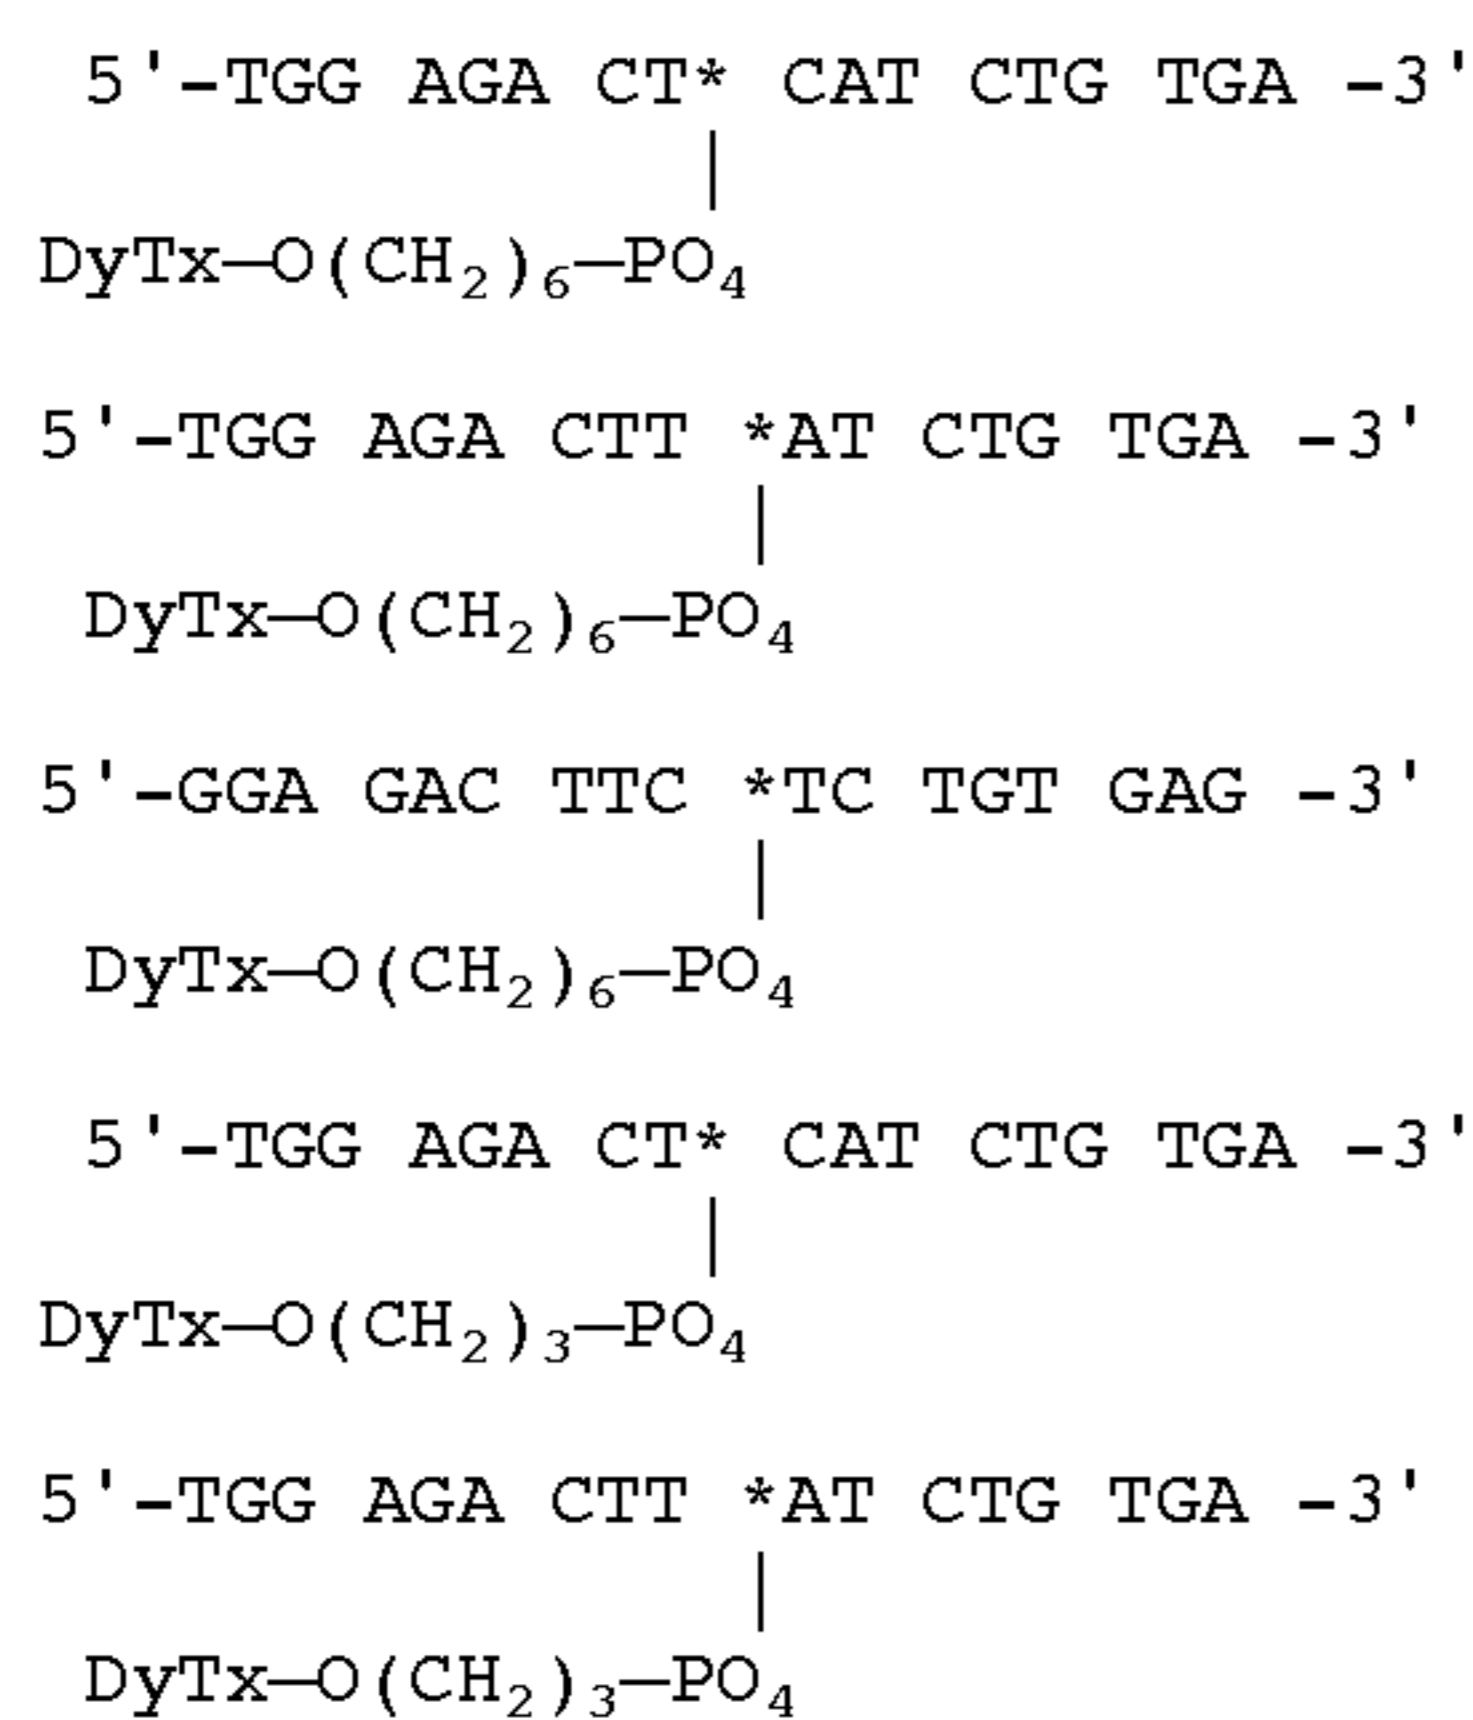 5'-TGG AGA CT* CAT CTG TGA -3'
|
DyTx—O(CH₂)₆—PO₄
5'-TGG AGA CTT *AT CTG TGA -3'
|
DyTx—O(CH₂)₆—PO₄
5'-GGA GAC TTC *TC TGT GAG -3'
|
DyTx—O(CH₂)₆—PO₄
5'-TGG AGA CT* CAT CTG TGA -3'
|
DyTx—O(CH₂)₃—PO₄
5'-TGG AGA CTT *AT CTG TGA -3'
|
DyTx—O(CH₂)₃—PO₄